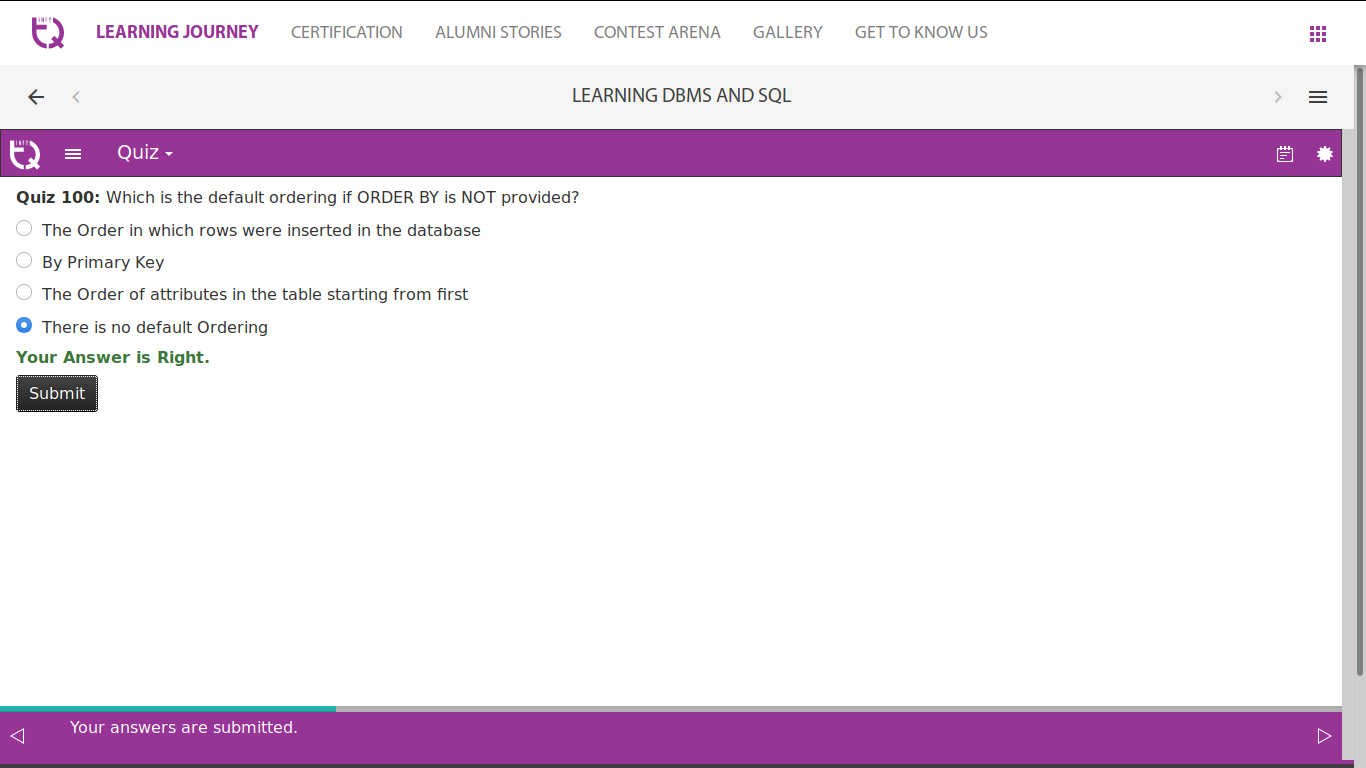 INFY
TQ
LEARNING JOURNEY CERTIFICATION ALUMNI STORIES CONTEST ARENA GALLERY GET TO KNOW US
LEARNING DBMS AND SQL
INFY
TQ
Quiz
Quiz 100: Which is the default ordering if ORDER BY is NOT provided?
The Order in which rows were inserted in the database
By Primary Key
The Order of attributes in the table starting from first
There is no default Ordering
Your Answer is Right.
Submit
Your answers are submitted.